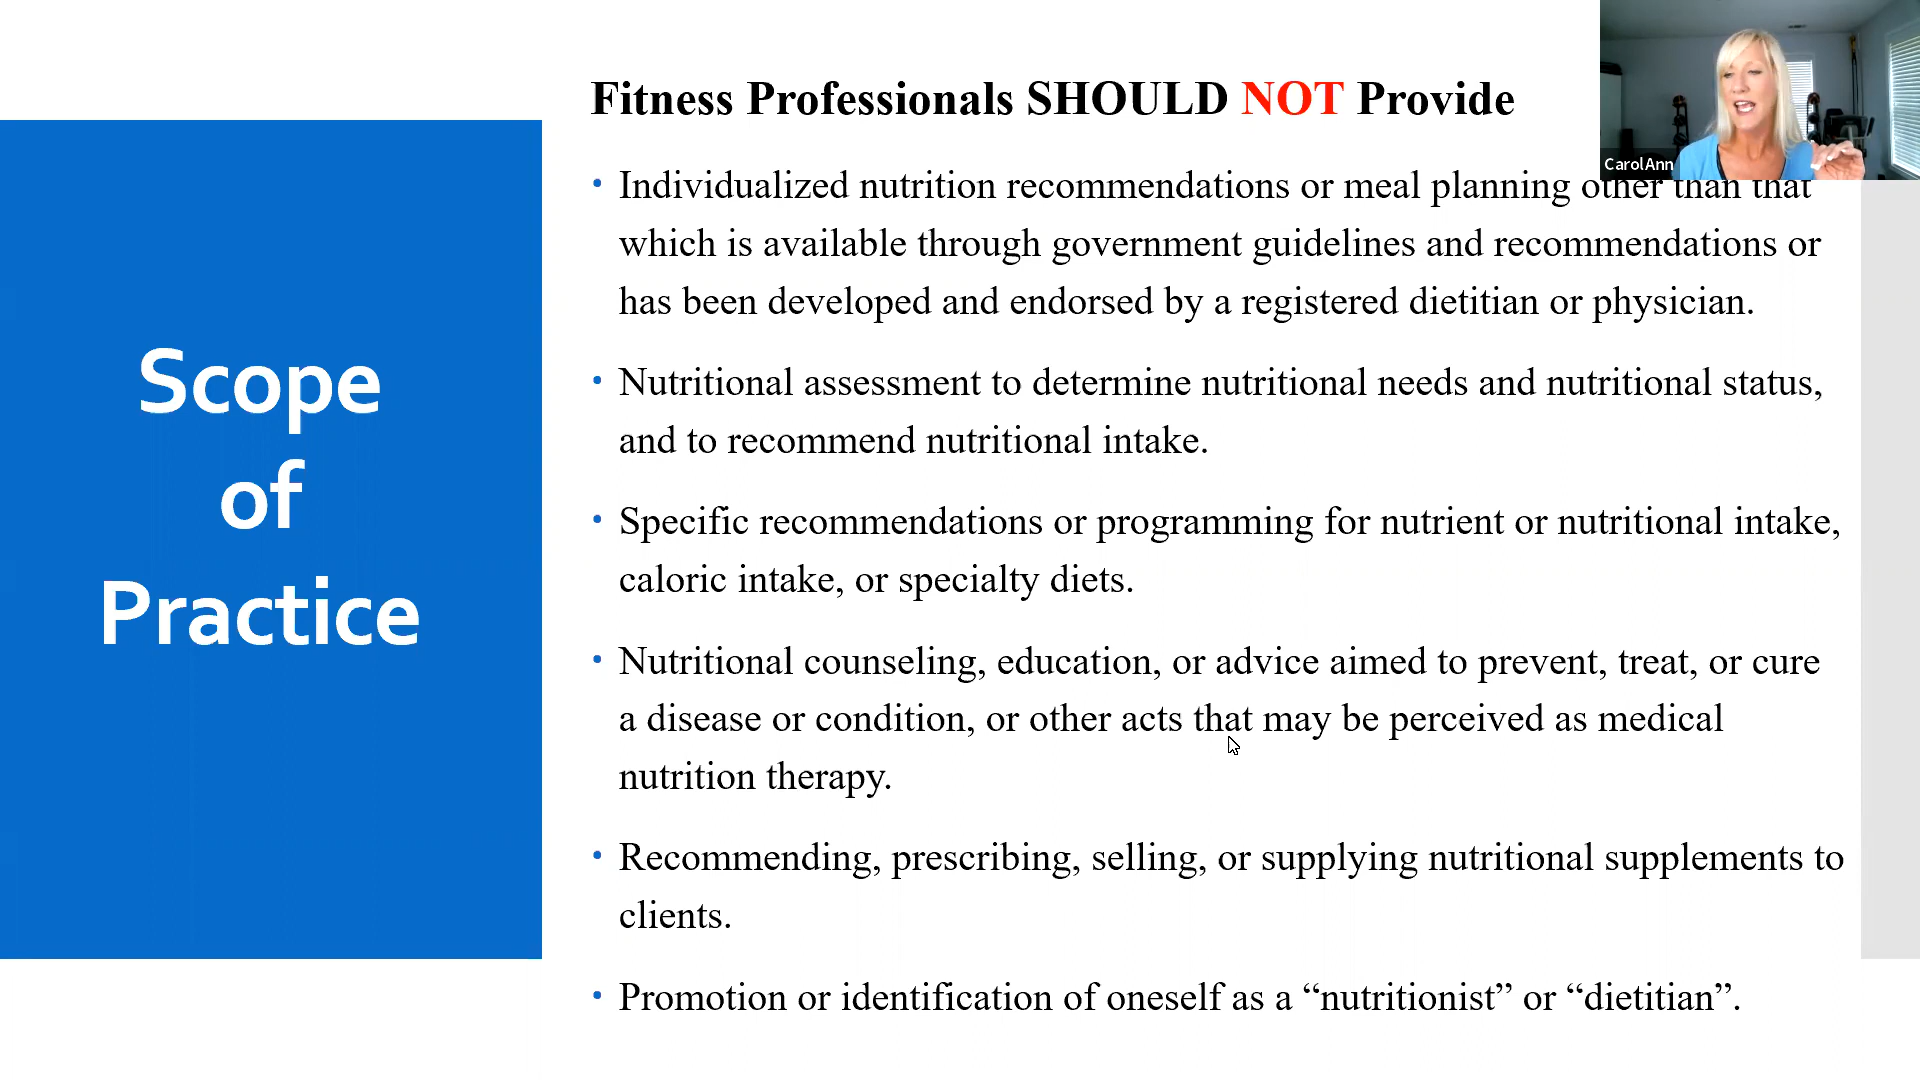 Fitness Professionals SHOULD NOT Provide
CarolAnn
Scope
of
Practice
• Individualized nutrition recommendations or meal planning other than that
which is available through government guidelines and recommendations or
has been developed and endorsed by a registered dietitian or physician.
• Nutritional assessment to determine nutritional needs and nutritional status,
and to recommend nutritional intake.
• Specific recommendations or programming for nutrient or nutritional intake,
caloric intake, or specialty diets.
• Nutritional counseling, education, or advice aimed to prevent, treat, or cure
a disease or condition, or other acts that may be perceived as medical
nutrition therapy.
• Recommending, prescribing, selling, or supplying nutritional supplements to
clients.
• Promotion or identification of oneself as a “nutritionist” or “dietitian”.